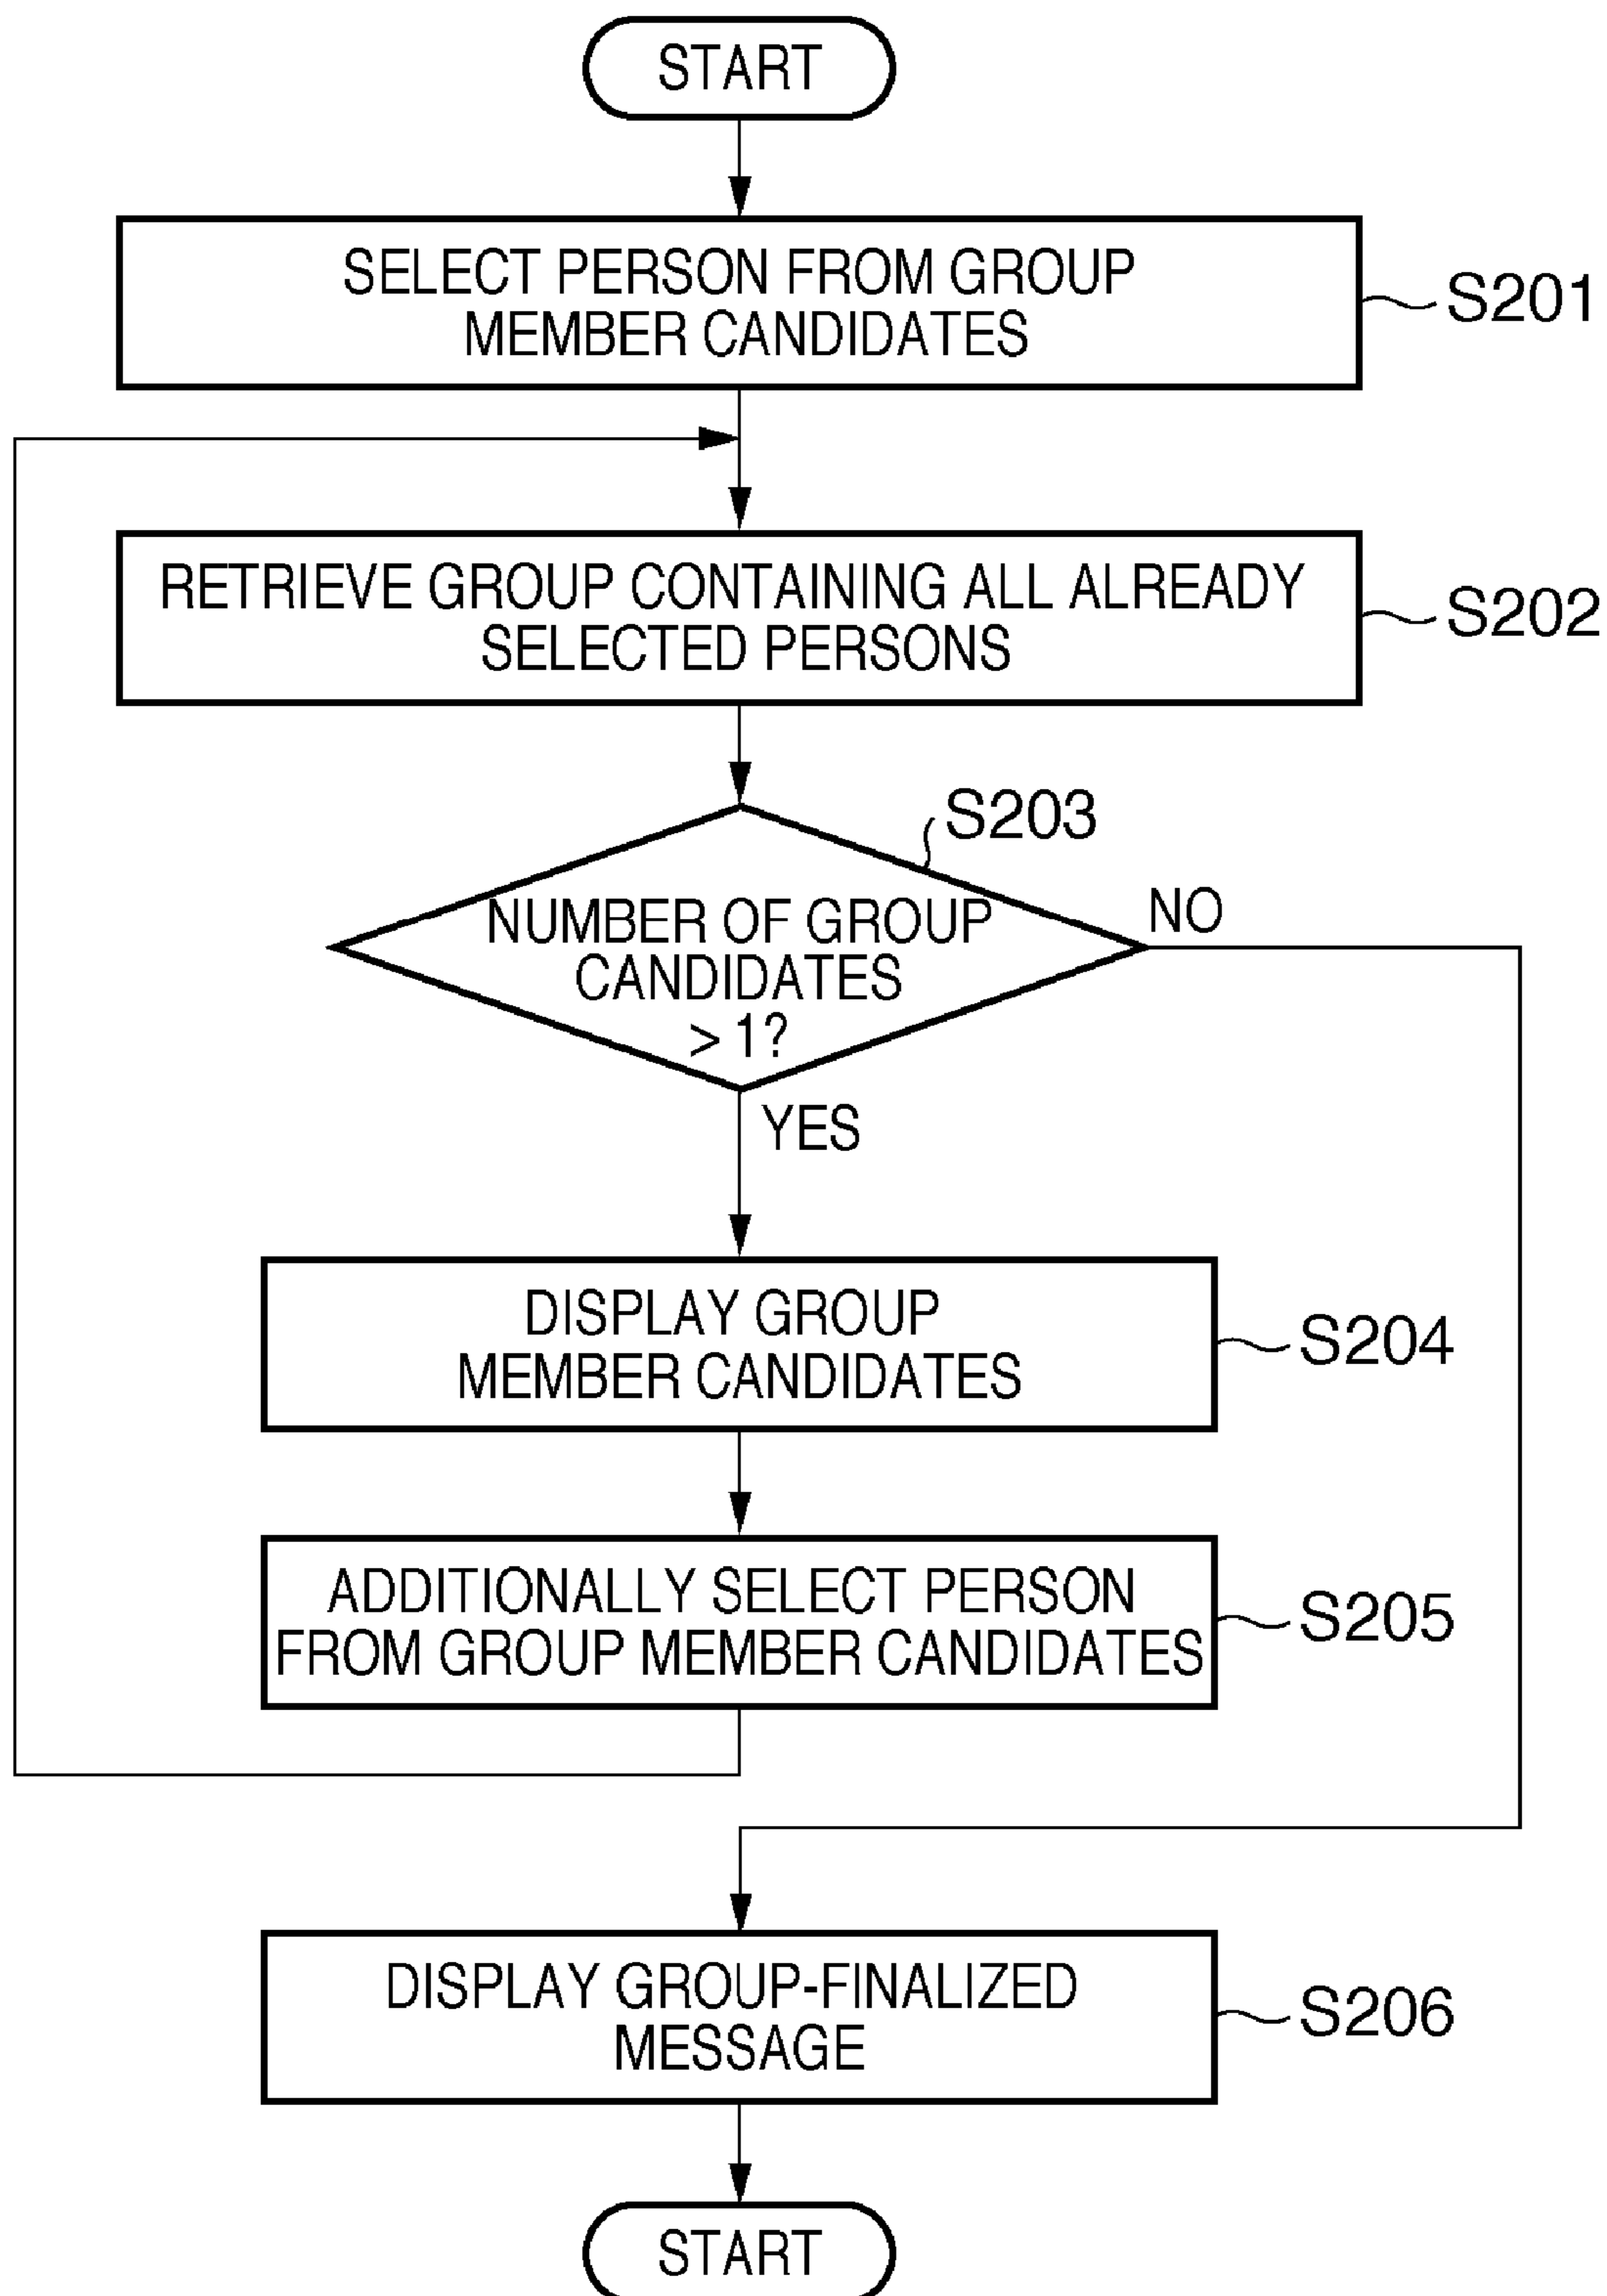 START
SELECT PERSON FROM GROUP
MEMBER CANDIDATES
S201
RETRIEVE GROUP CONTAINING ALL ALREADY
SELECTED PERSONS
S202
S203
NUMBER OF GROUP
CANDIDATES
> 1?
NO
YES
DISPLAY GROUP
MEMBER CANDIDATES
S204
ADDITIONALLY SELECT PERSON
FROM GROUP MEMBER CANDIDATES
S205
DISPLAY GROUP-FINALIZED
MESSAGE
S206
START